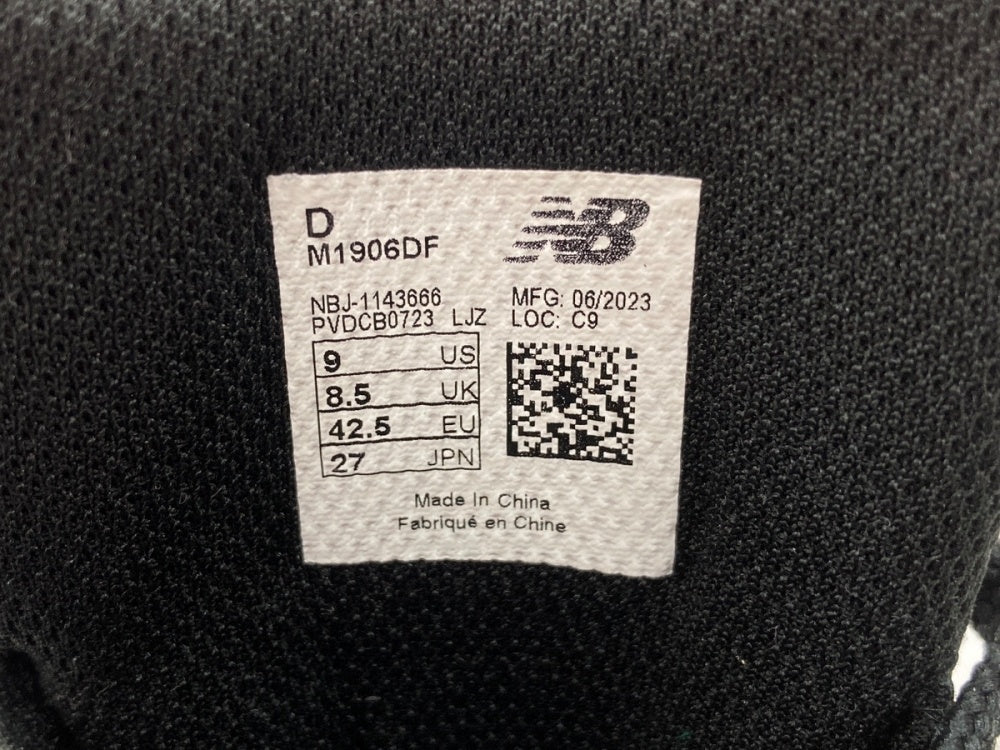 D
NB
M1906DF
NBJ-1143666
PVDCB0723 LJZ
MFG: 06/2023
LOC: C9
9 US
8.5 UK
42.5 EU
27 JPN
Made In China
Fabriqué en Chine